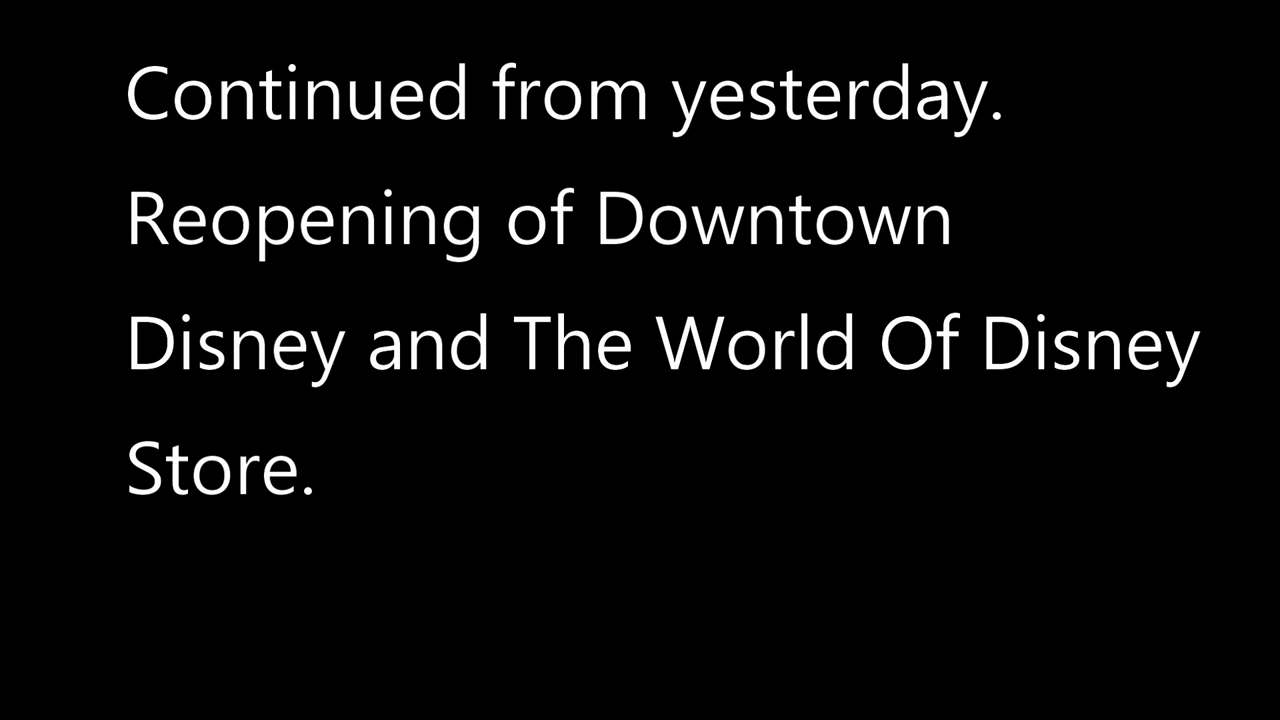 Continued from yesterday.
Reopening of Downtown
Disney and The World Of Disney
Store.